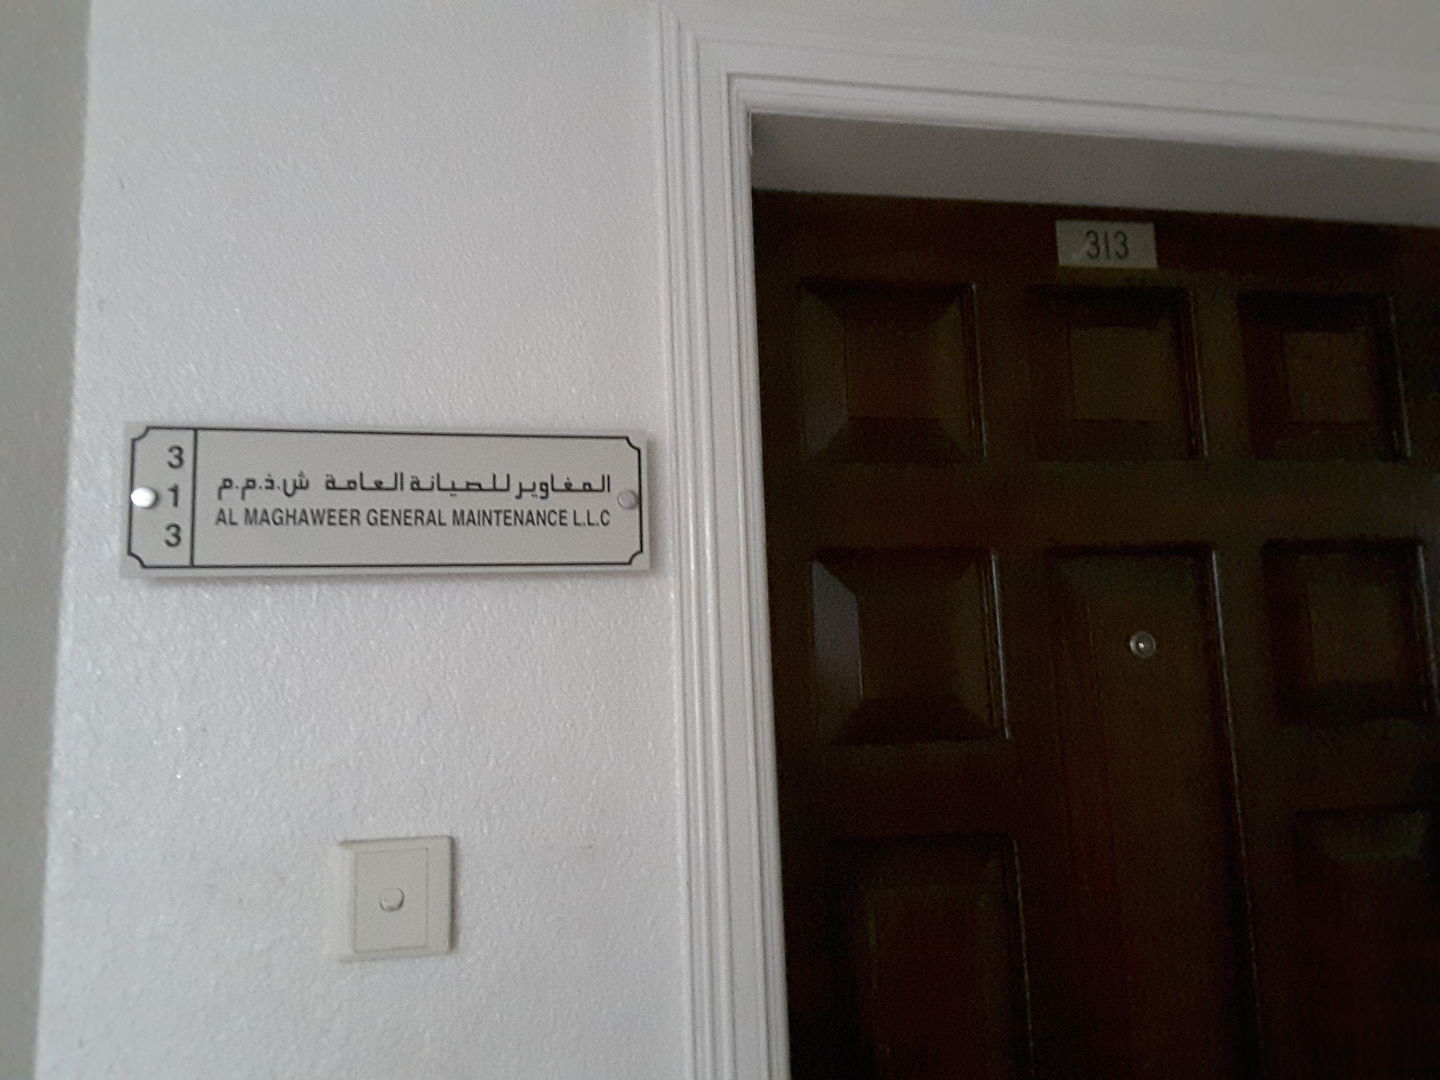 3
1
3
المغاوير للصيانة العامة ش.ذ.م.م
AL MAGHAWEER GENERAL MAINTENANCE L.L.C
313